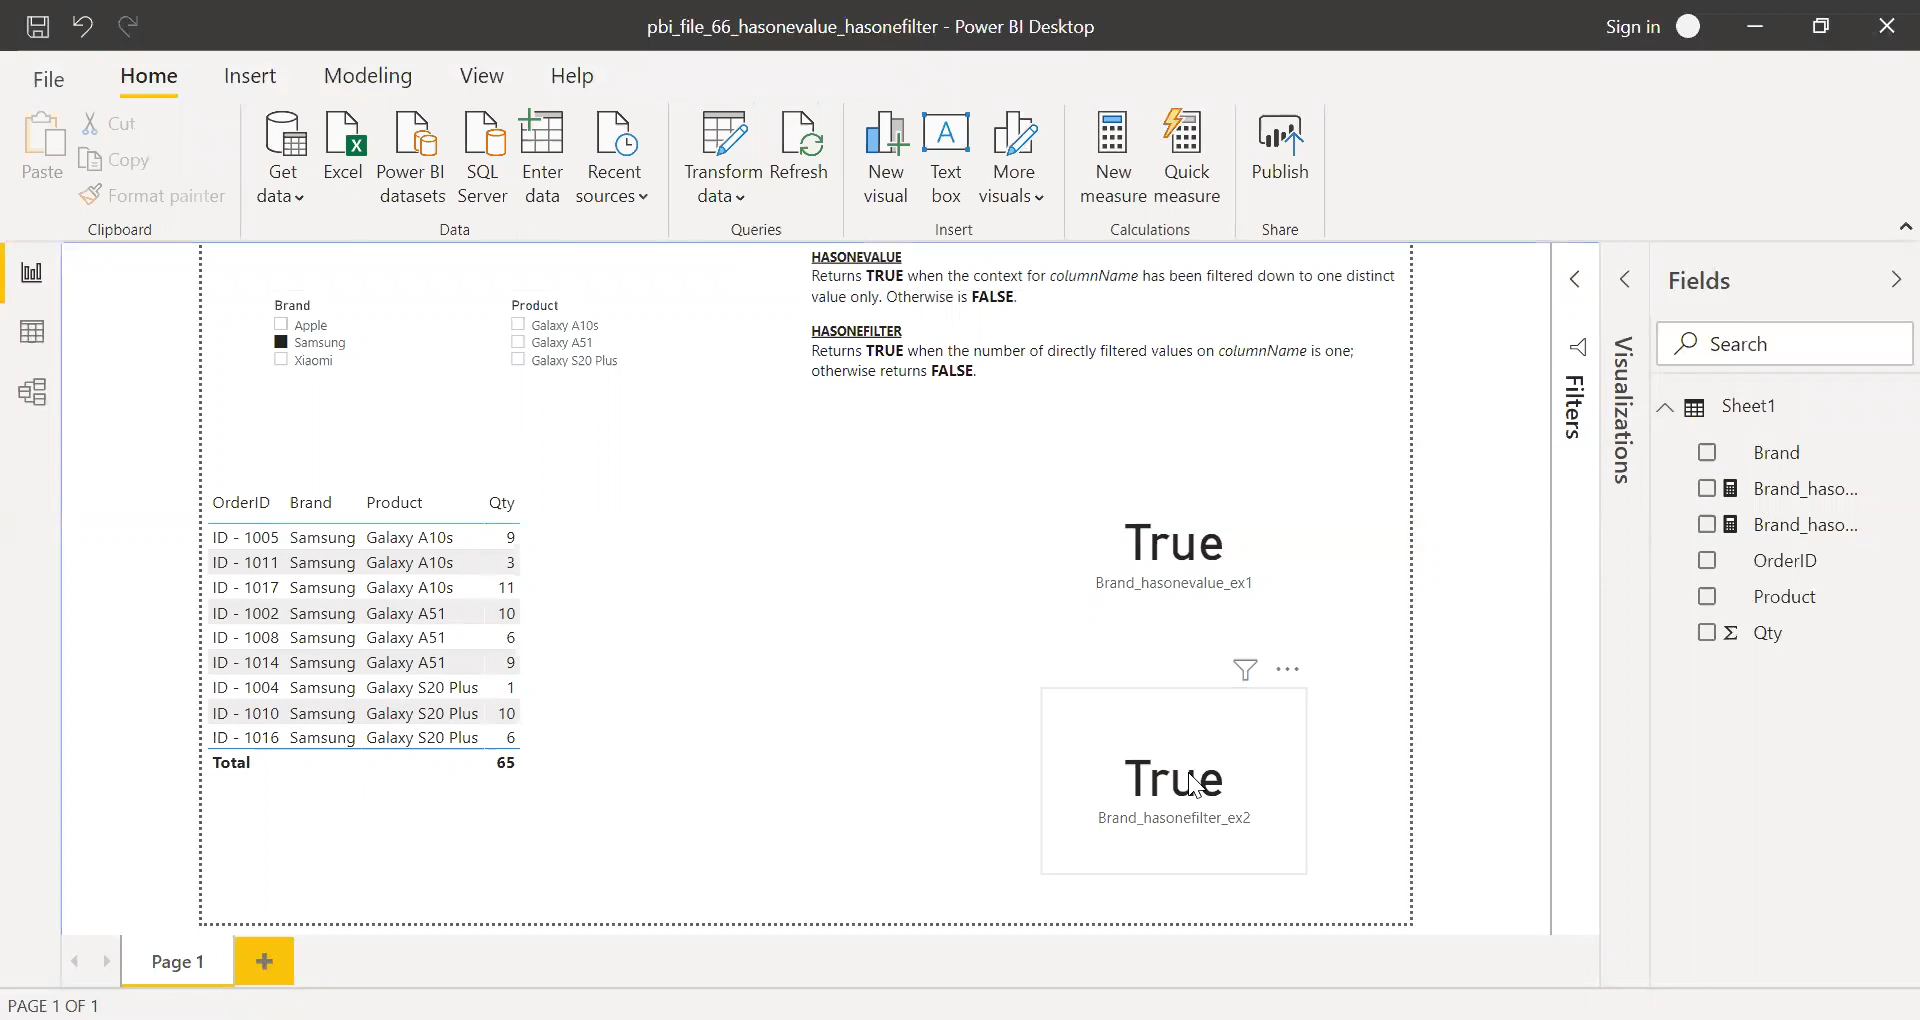 pbi_file_66_hasonevalue_hasonefilter - Power BI Desktop
Sign in
File
Home
Insert
Modeling
View
Help
Paste
Cut
Copy
Format painter
Clipboard
Get
data
Excel
Power BI
datasets
SQL
Server
Enter
data
Recent
sources
Data
Transform
data
Refresh
Queries
New
visual
Text
box
More
visuals
Insert
New
measure
Quick
measure
Calculations
Publish
Share
Brand
Apple
Samsung
Xiaomi
Product
Galaxy A10s
Galaxy A51
Galaxy S20 Plus
HASONEVALUE
Returns TRUE when the context for columnName has been filtered down to one distinct
value only. Otherwise is FALSE.
HASONEFILTER
Returns TRUE when the number of directly filtered values on columnName is one;
otherwise returns FALSE.
OrderID Brand Product Qty
ID - 1005 Samsung Galaxy A10s 9
ID - 1011 Samsung Galaxy A10s 3
ID - 1017 Samsung Galaxy A10s 11
ID - 1002 Samsung Galaxy A51 10
ID - 1008 Samsung Galaxy A51 6
ID - 1014 Samsung Galaxy A51 9
ID - 1004 Samsung Galaxy S20 Plus 1
ID - 1010 Samsung Galaxy S20 Plus 10
ID - 1016 Samsung Galaxy S20 Plus 6
Total 65
True
Brand_hasonevalue_ex1
True
Brand_hasonefilter_ex2
Filters
Visualizations
Fields
Search
Sheet1
Brand
Brand_haso...
Brand_haso...
OrderID
Product
Σ Qty
Page 1
PAGE 1 OF 1